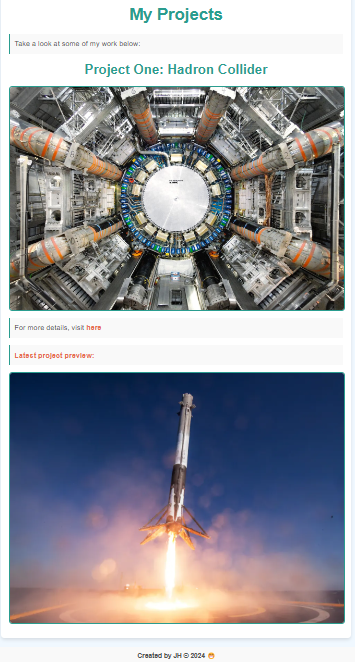 My Projects
Take a look at some of my work below:
Project One: Hadron Collider
For more details, visit here
Latest project preview:
Created by JH © 2024 😁